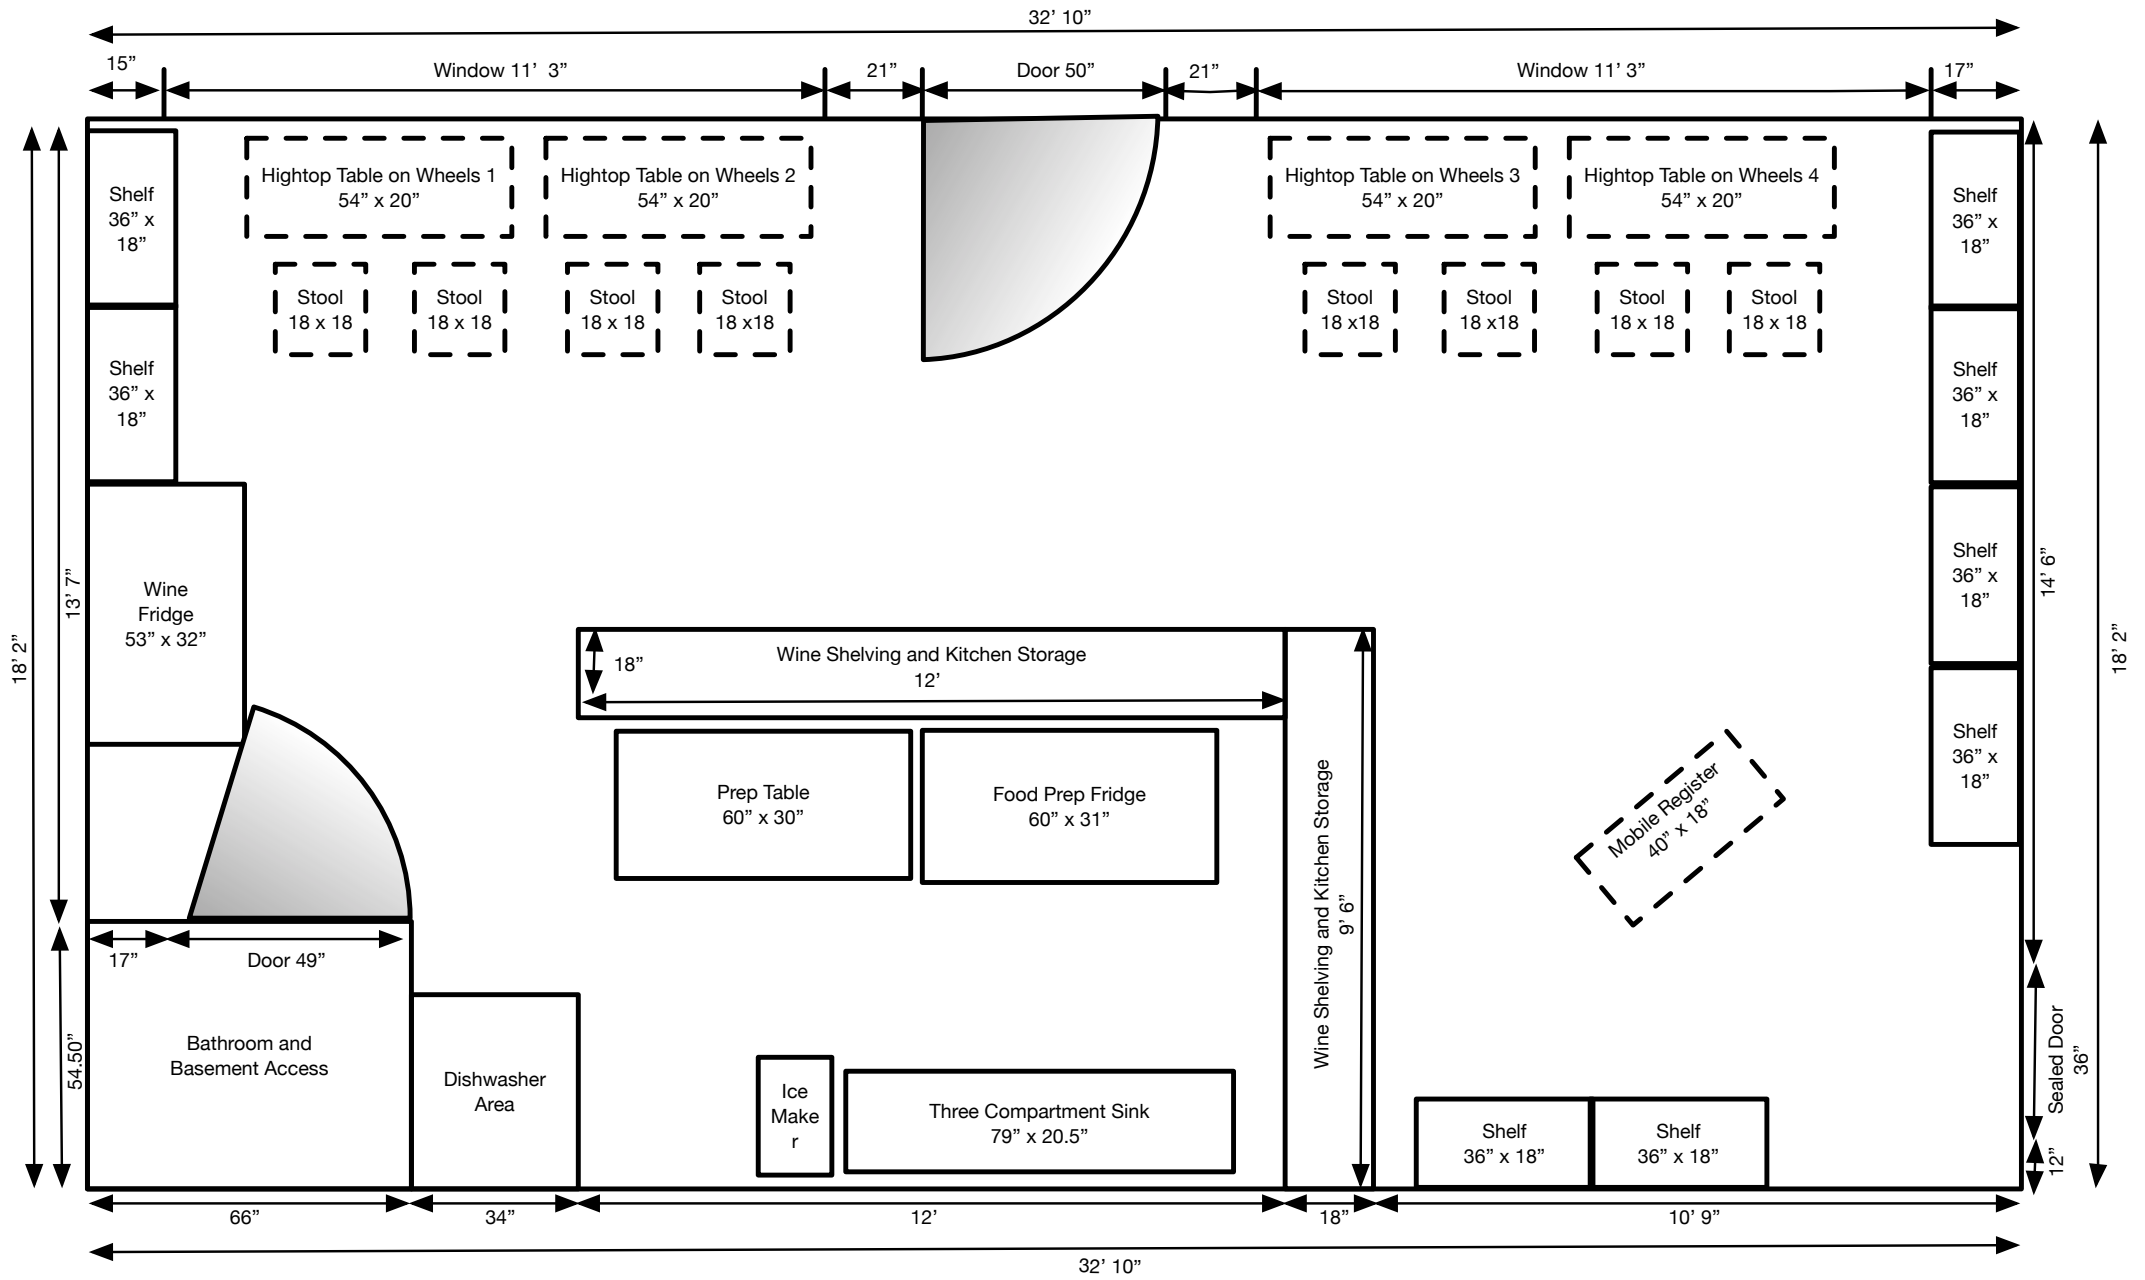 32’ 10”
15”
Window 11’  3”
21”
Door 50”
21”
Window 11’ 3”
17”
Shelf
36” x
18”
Hightop Table on Wheels 1
54” x 20”
Hightop Table on Wheels 2
54” x 20”
Hightop Table on Wheels 3
54” x 20”
Hightop Table on Wheels 4
54” x 20”
Shelf
36” x
18”
Stool
18 x 18
Stool
18 x 18
Stool
18 x 18
Stool
18 x18
Stool
18 x18
Stool
18 x18
Stool
18 x 18
Stool
18 x 18
Shelf
36” x
18”
Shelf
36” x
18”
18’ 2”
13’ 7”
Wine
Fridge
53” x 32”
Shelf
36” x
18”
14’ 6”
18’ 2”
18”
Wine Shelving and Kitchen Storage
12’
Shelf
36” x
18”
Prep Table
60” x 30”
Food Prep Fridge
60” x 31”
Wine Shelving and Kitchen Storage
9’ 6”
Mobile Register
40” x 18”
17”
Door 49”
54.50”
Bathroom and
Basement Access
Dishwasher
Area
Ice
Make
r
Three Compartment Sink
79” x 20.5”
Shelf
36” x 18”
Shelf
36” x 18”
Sealed Door
36”
12”
66”
34”
12’
18”
10’ 9”
32’ 10”